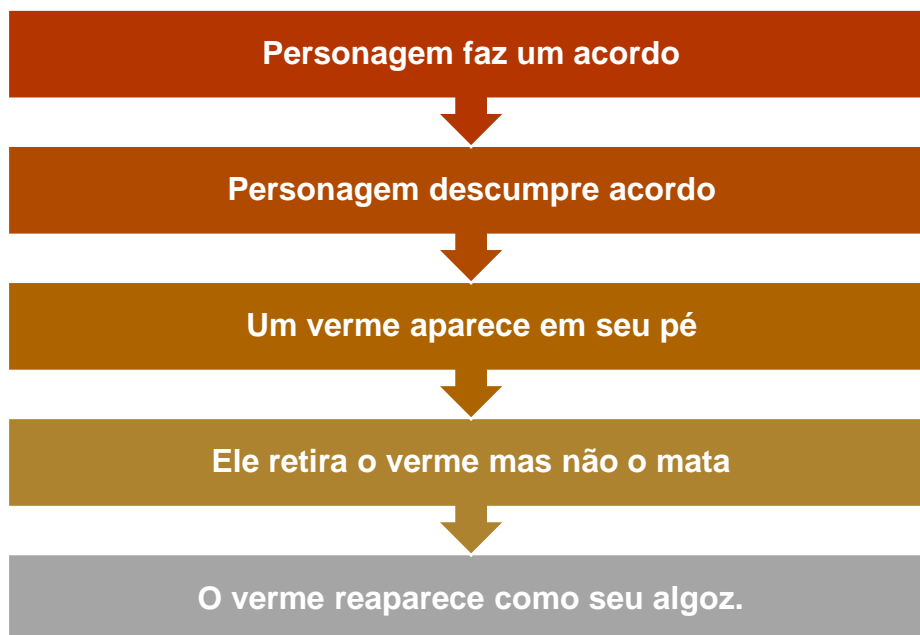 Personagem faz um acordo
Personagem descumpre acordo
Um verme aparece em seu pé
Ele retira o verme mas não o mata
O verme reaparece como seu algoz.